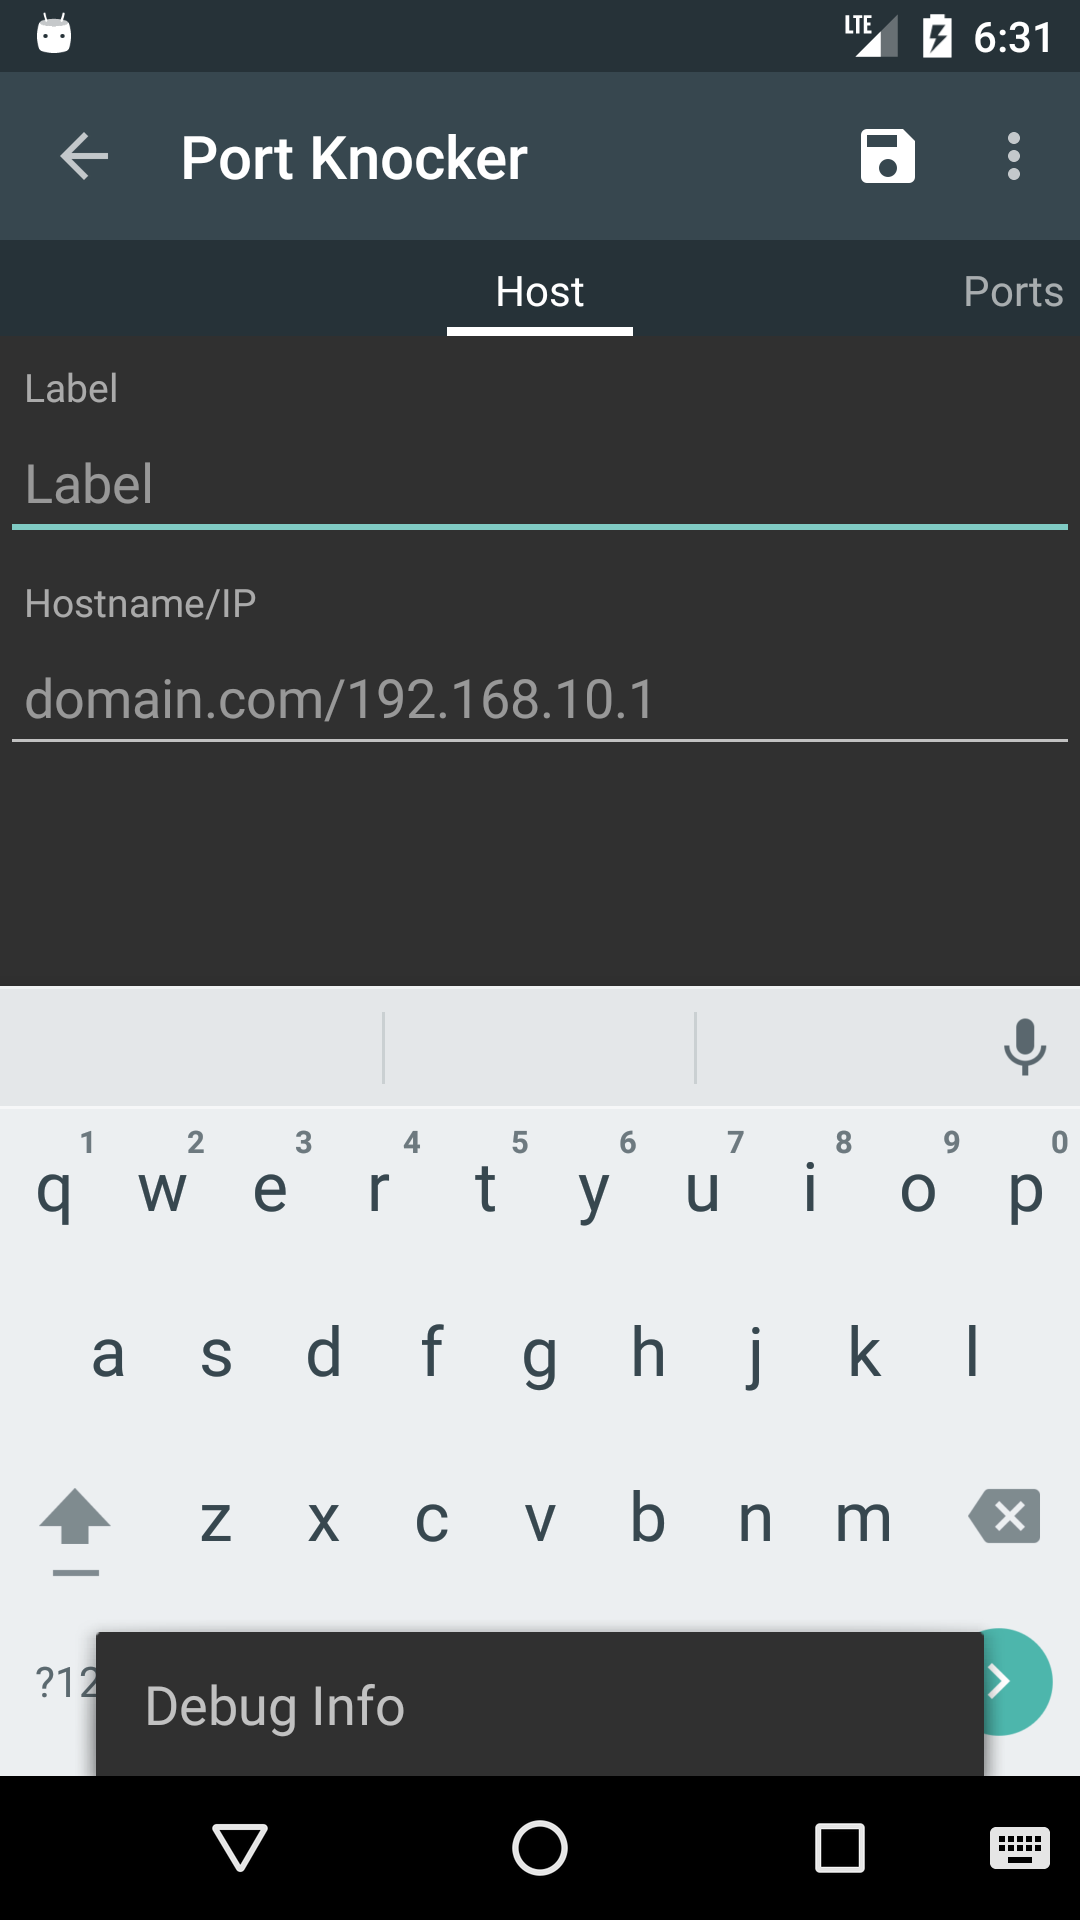 LTE 6:31
Port Knocker
Host Ports
Label
Label
Hostname/IP
domain.com/192.168.10.1
1 2 3 4 5 6 7 8 9 0
q w e r t y u i o p
a s d f g h j k l
z x c v b n m
?12
Debug Info